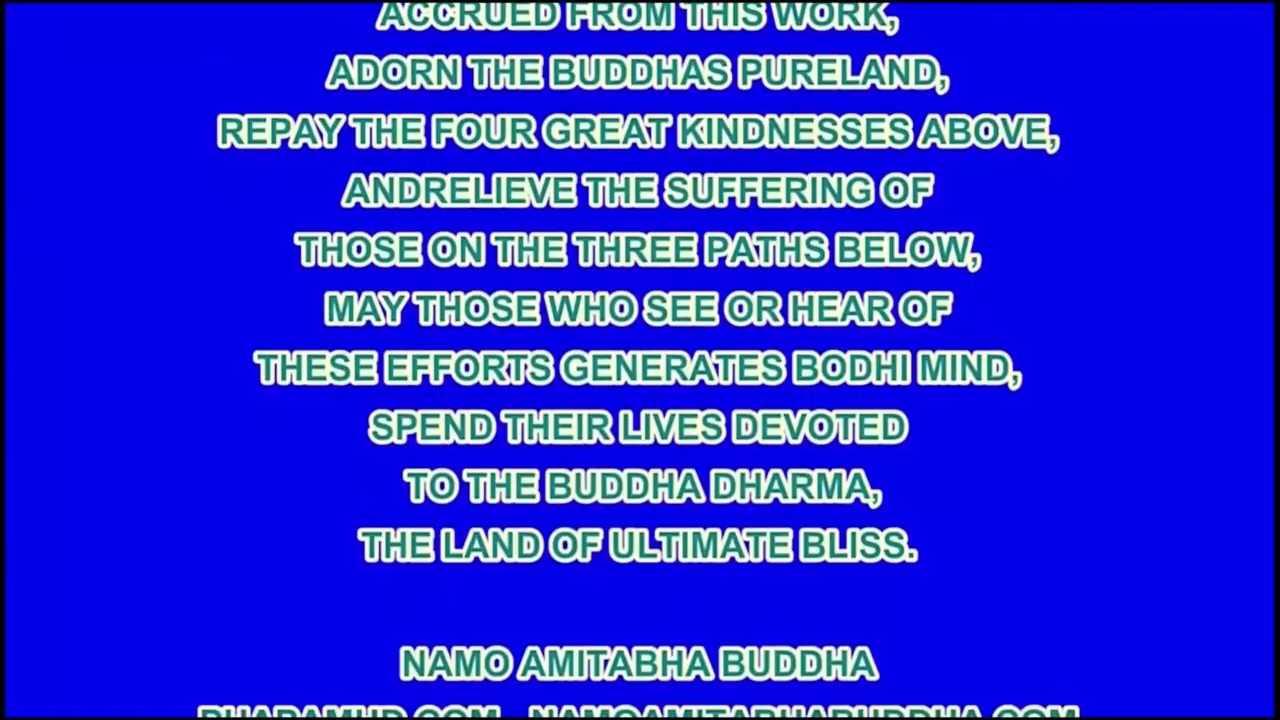 ACCRUED FROM THIS WORK,
ADORN THE BUDDHAS PURELAND,
REPAY THE FOUR GREAT KINDNESSES ABOVE,
ANDRELIEVE THE SUFFERING OF
THOSE ON THE THREE PATHS BELOW,
MAY THOSE WHO SEE OR HEAR OF
THESE EFFORTS GENERATES BODHI MIND,
SPEND THEIR LIVES DEVOTED
TO THE BUDDHA DHARMA,
THE LAND OF ULTIMATE BLISS.
NAMO AMITABHA BUDDHA
NAMOAMITABHABUDDHA.COM